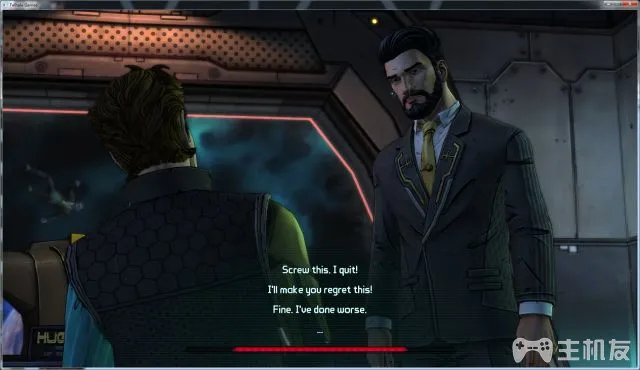 Telltale Games
Screw this, I quit!
I'll make you regret this!
Fine. I've done worse.
...
HUG
主机友